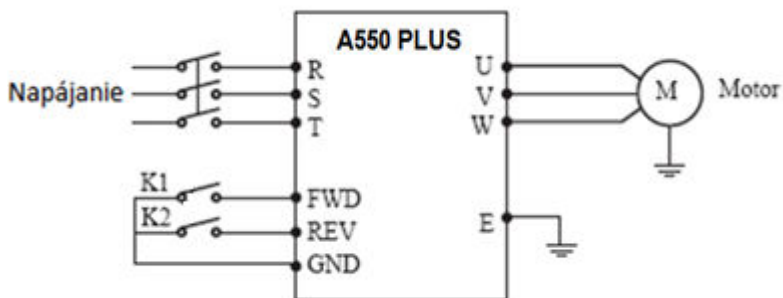 A550 PLUS
Napájanie
R
S
T
U
V
W
M
Motor
K1
FWD
K2
REV
GND
E